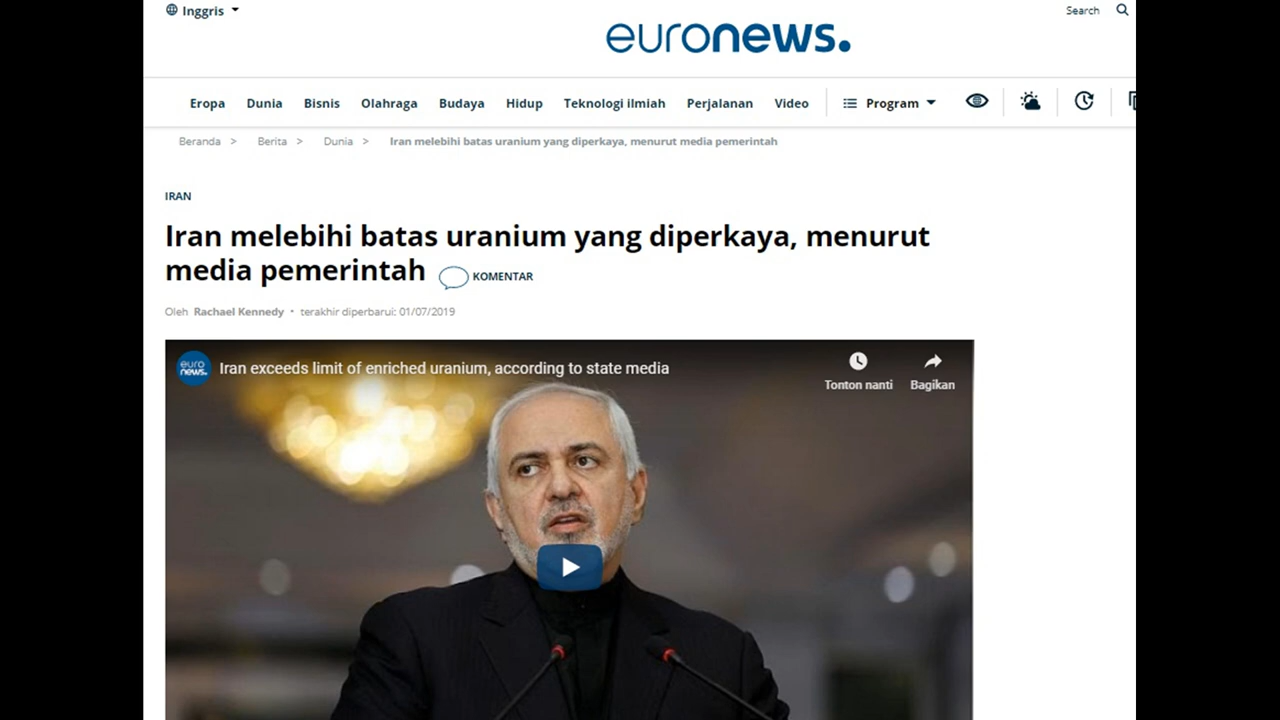 Inggris
Search
euronews.
Eropa Dunia Bisnis Olahraga Budaya Hidup Teknologi ilmiah Perjalanan Video Program
Beranda > Berita > Dunia > Iran melebihi batas uranium yang diperkaya, menurut media pemerintah
IRAN
Iran melebihi batas uranium yang diperkaya, menurut
media pemerintah KOMENTAR
Oleh Rachael Kennedy • terakhir diperbarui: 01/07/2019
euro
news.
Iran exceeds limit of enriched uranium, according to state media
Tonton nanti
Bagikan